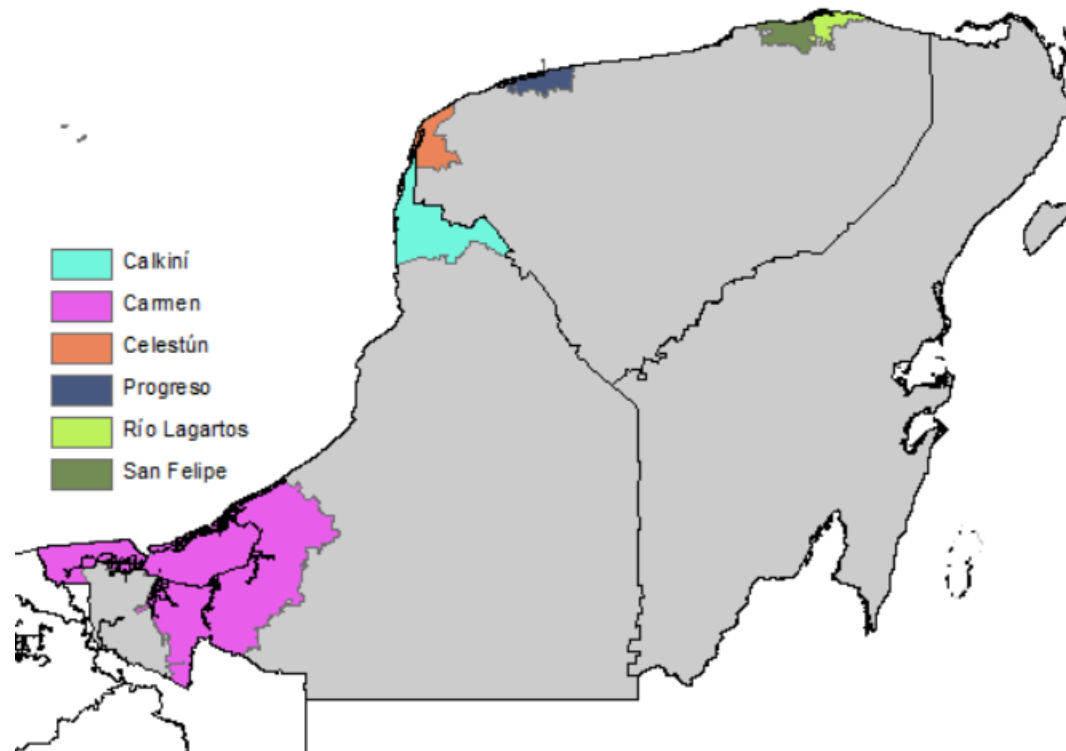 Calkiní
Carmen
Celestún
Progreso
Río Lagartos
San Felipe